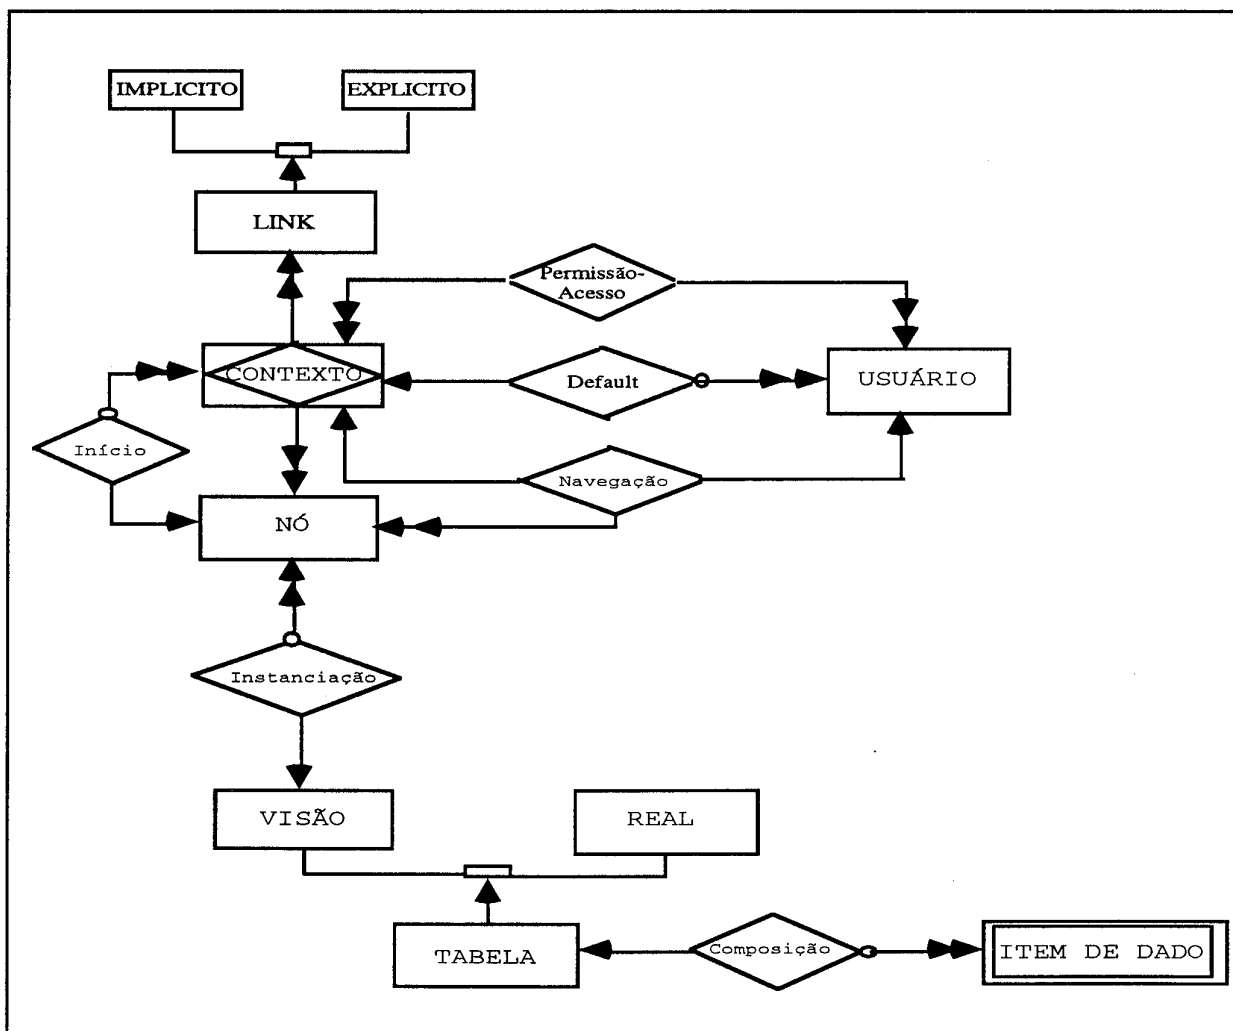 IMPLICITO
EXPLICITO
LINK
Permissão-
Acesso
CONTEXTO
Default
USUÁRIO
Início
Navegação
NÓ
Instanciação
VISÃO
REAL
TABELA
Composição
ITEM DE DADO